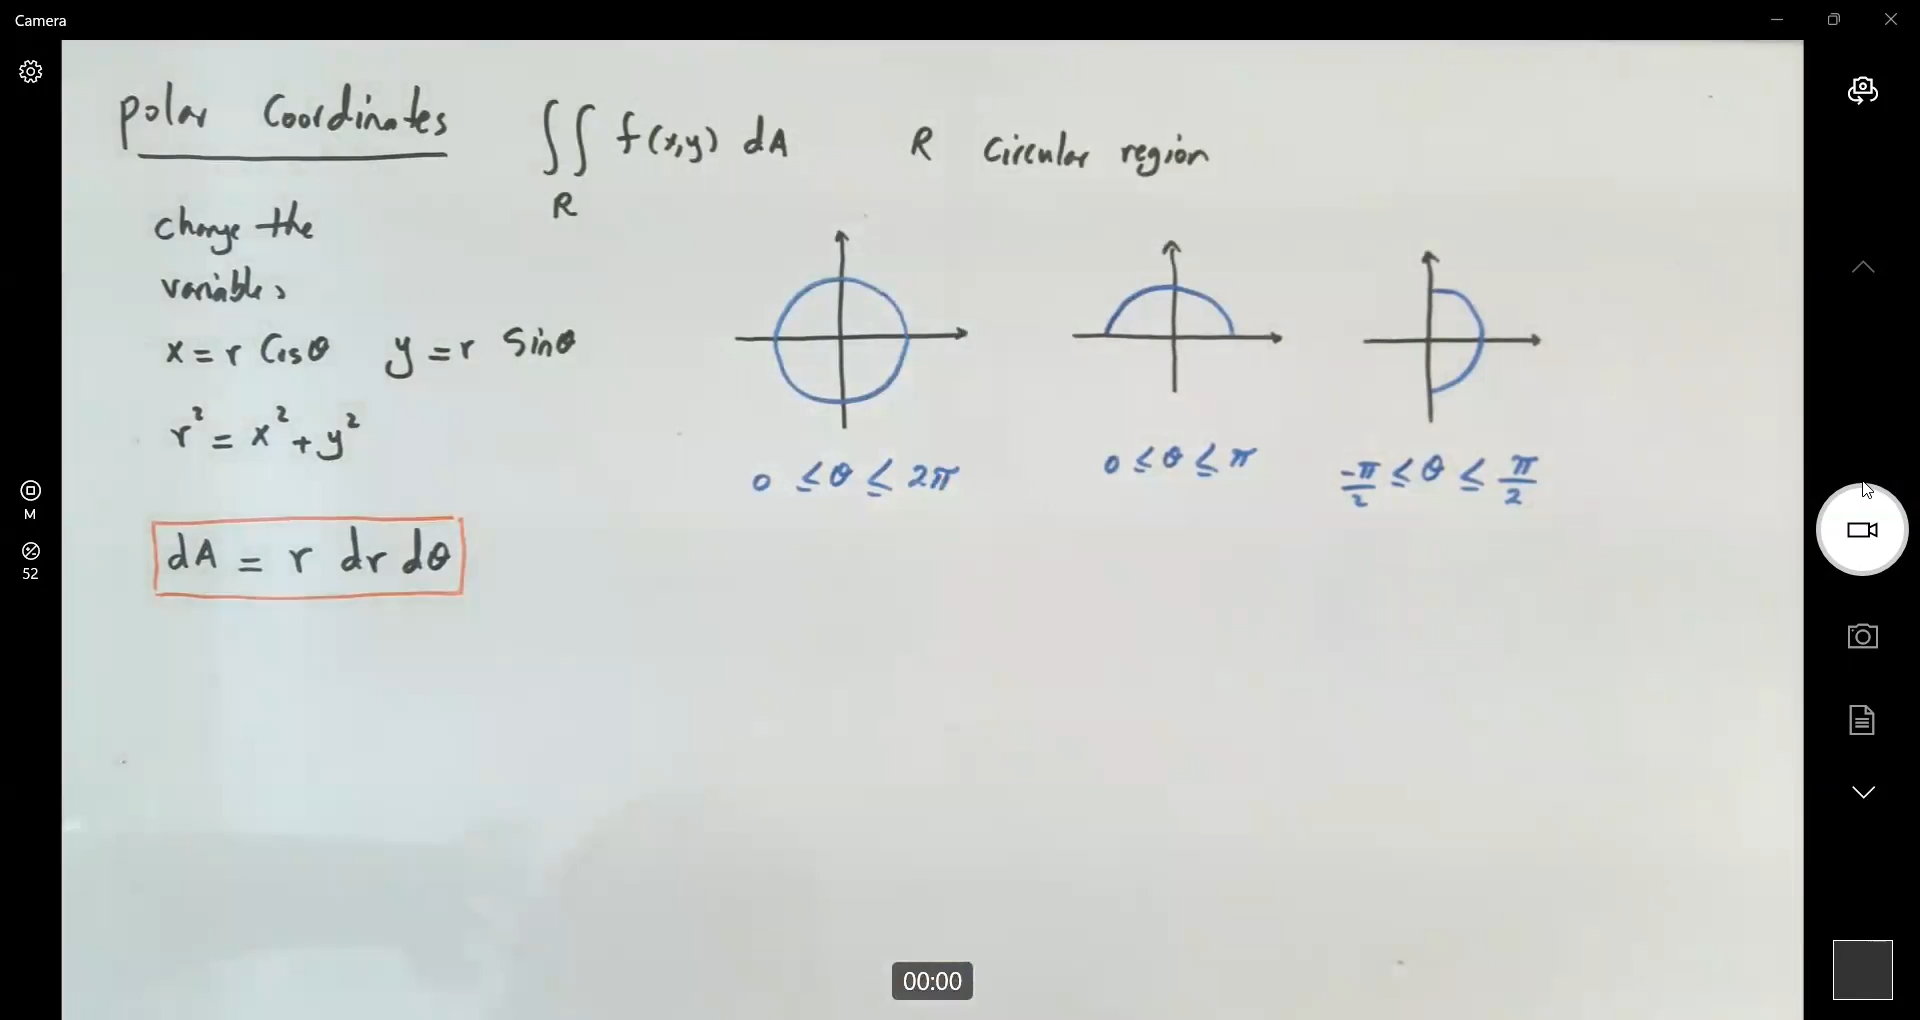 Camera
polar Coordinates
∫∫ f(x,y) dA
R
R Circular region
change the
variables
x = r Cosθ y = r Sinθ
r² = x² + y²
dA = r dr dθ
0 ≤ θ ≤ 2π
0 ≤ θ ≤ π
-π/2 ≤ θ ≤ π/2
M
52
00:00